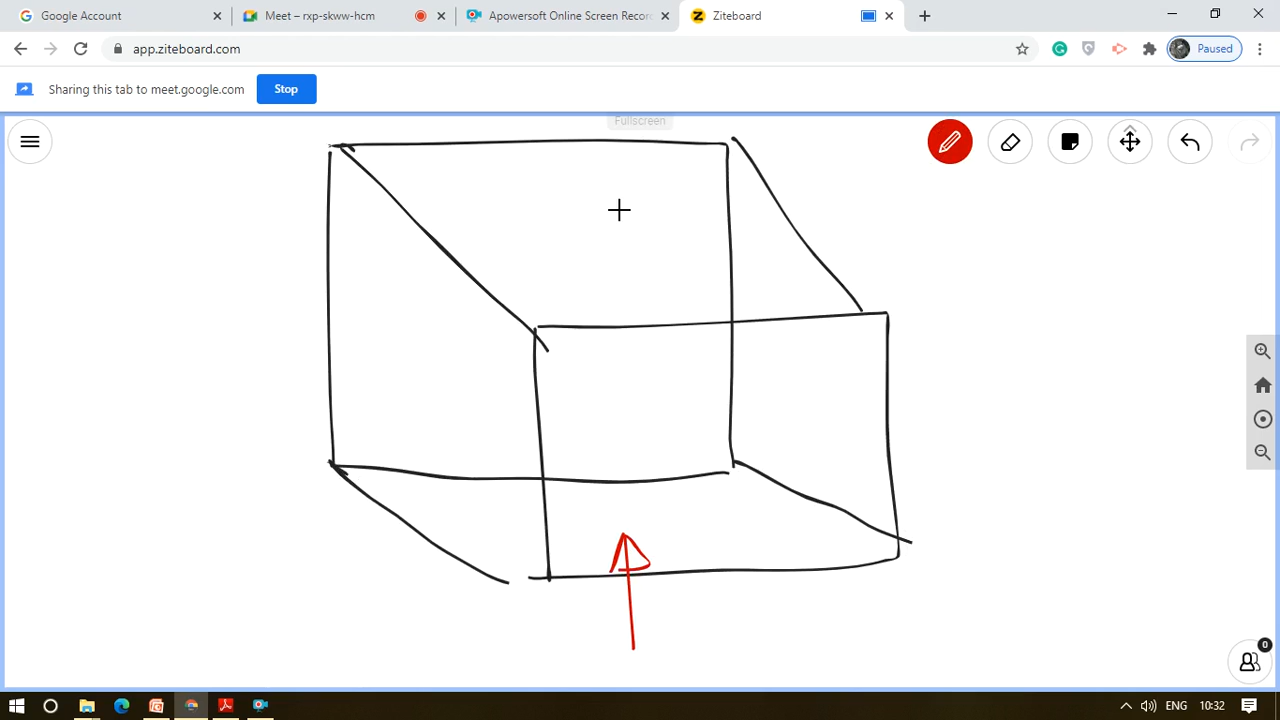 Google Account
Meet – rxp-skww-hcm
Apowersoft Online Screen Recor
Ziteboard
app.ziteboard.com
Paused
Sharing this tab to meet.google.com
Stop
Fullscreen
0
ENG
10:32